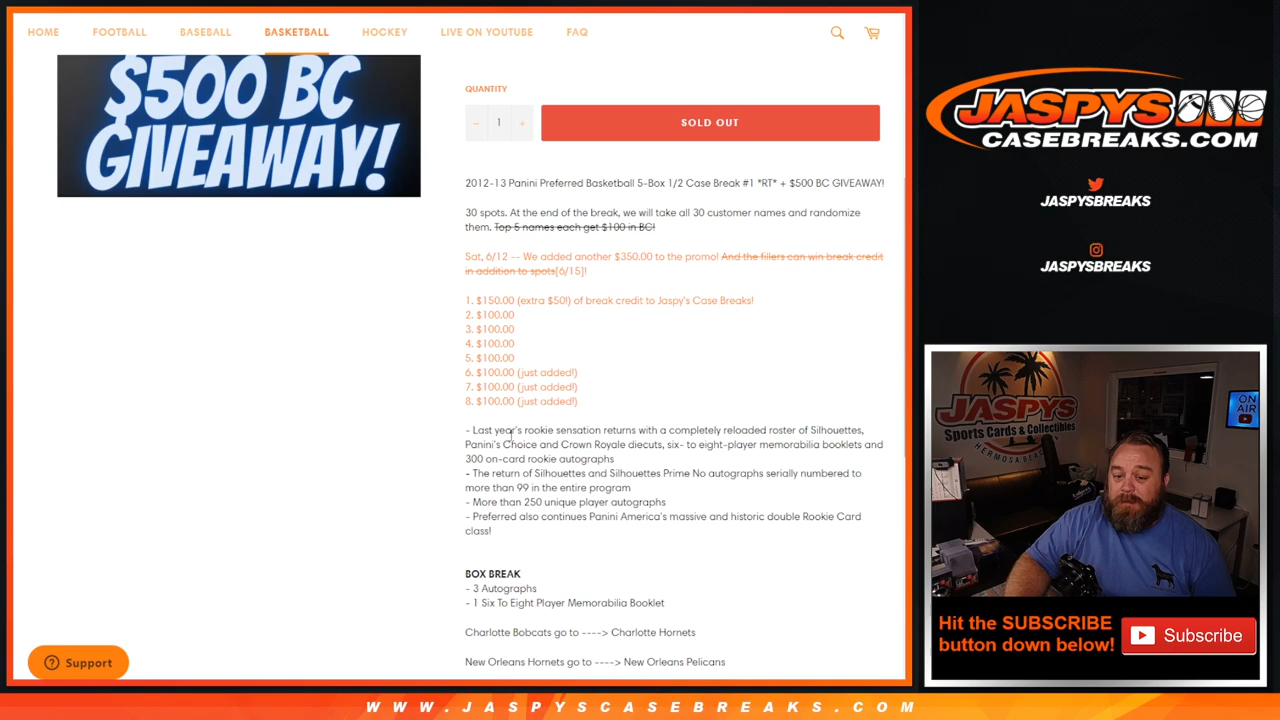 HOME FOOTBALL BASEBALL BASKETBALL HOCKEY LIVE ON YOUTUBE FAQ
$500 BC
GIVEAWAY!
QUANTITY
− 1 +
SOLD OUT
2012-13 Panini Preferred Basketball 5-Box 1/2 Case Break #1 *RT* + $500 BC GIVEAWAY!
30 spots. At the end of the break, we will take all 30 customer names and randomize
them. Top 5 names each get $100 in BC!
Sat, 6/12 -- We added another $350.00 to the promo! And the fillers can win break credit
in addition to spots[6/15]!
1. $150.00 (extra $50!) of break credit to Jaspy's Case Breaks!
2. $100.00
3. $100.00
4. $100.00
5. $100.00
6. $100.00 (just added!)
7. $100.00 (just added!)
8. $100.00 (just added!)
- Last year's rookie sensation returns with a completely reloaded roster of Silhouettes,
Panini's Choice and Crown Royale diecuts, six- to eight-player memorabilia booklets and
300 on-card rookie autographs
- The return of Silhouettes and Silhouettes Prime No autographs serially numbered to
more than 99 in the entire program
- More than 250 unique player autographs
- Preferred also continues Panini America's massive and historic double Rookie Card
class!
BOX BREAK
- 3 Autographs
- 1 Six To Eight Player Memorabilia Booklet
Charlotte Bobcats go to ----> Charlotte Hornets
New Orleans Hornets go to ----> New Orleans Pelicans
Support
JASPYS
CASEBREAKS.COM
JASPYSBREAKS
JASPYSBREAKS
JASPYS
Sports Cards & Collectibles
HERMOSA BEACH
ON
AIR
Hit the SUBSCRIBE
button down below!
Subscribe
WWW.JASPYSCASEBREAKS.COM